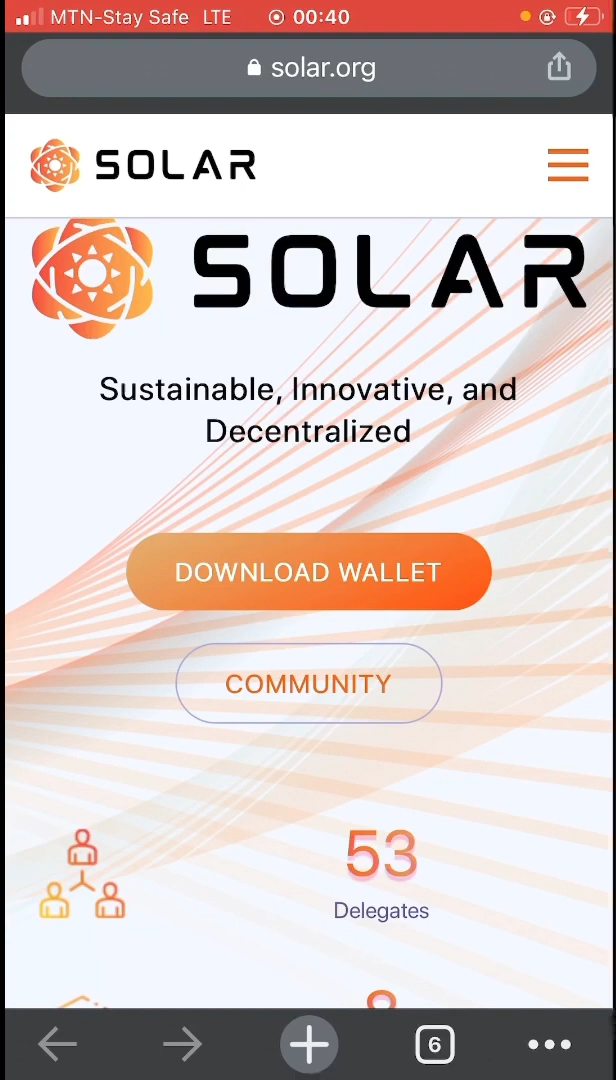 MTN-Stay Safe LTE 00:40
solar.org
SOLAR
SOLAR
Sustainable, Innovative, and
Decentralized
DOWNLOAD WALLET
COMMUNITY
53
Delegates
6